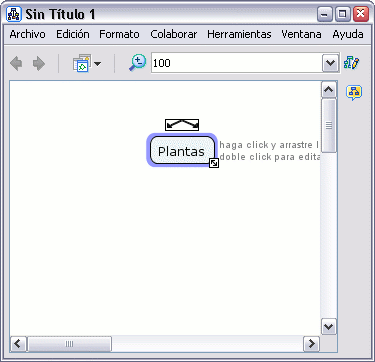 Sin Título 1
Archivo Edición Formato Colaborar Herramientas Ventana Ayuda
100
Plantas
haga click y arrastre l
doble click para edita